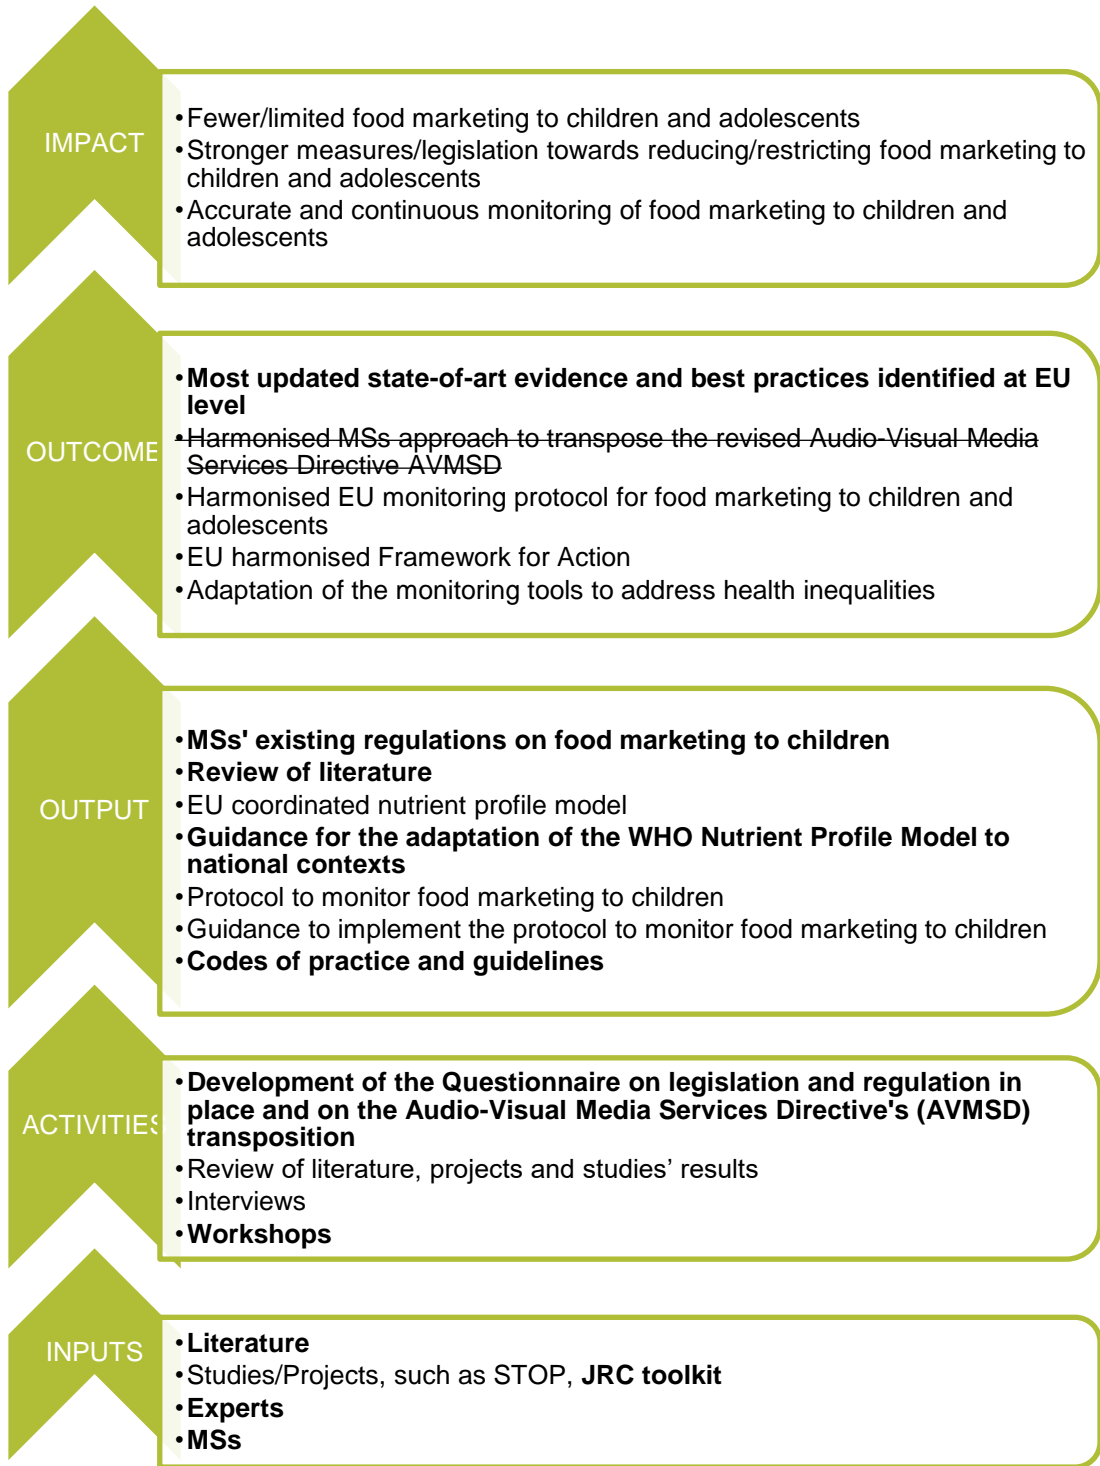 IMPACT
•Fewer/limited food marketing to children and adolescents
•Stronger measures/legislation towards reducing/restricting food marketing to
children and adolescents
•Accurate and continuous monitoring of food marketing to children and
adolescents
OUTCOME
•Most updated state-of-art evidence and best practices identified at EU
level
•Harmonised MSs approach to transpose the revised Audio-Visual Media
Services Directive AVMSD
•Harmonised EU monitoring protocol for food marketing to children and
adolescents
•EU harmonised Framework for Action
•Adaptation of the monitoring tools to address health inequalities
OUTPUT
•MSs' existing regulations on food marketing to children
•Review of literature
•EU coordinated nutrient profile model
•Guidance for the adaptation of the WHO Nutrient Profile Model to
national contexts
•Protocol to monitor food marketing to children
•Guidance to implement the protocol to monitor food marketing to children
•Codes of practice and guidelines
ACTIVITIES
•Development of the Questionnaire on legislation and regulation in
place and on the Audio-Visual Media Services Directive's (AVMSD)
transposition
•Review of literature, projects and studies’ results
•Interviews
•Workshops
INPUTS
•Literature
•Studies/Projects, such as STOP, JRC toolkit
•Experts
•MSs